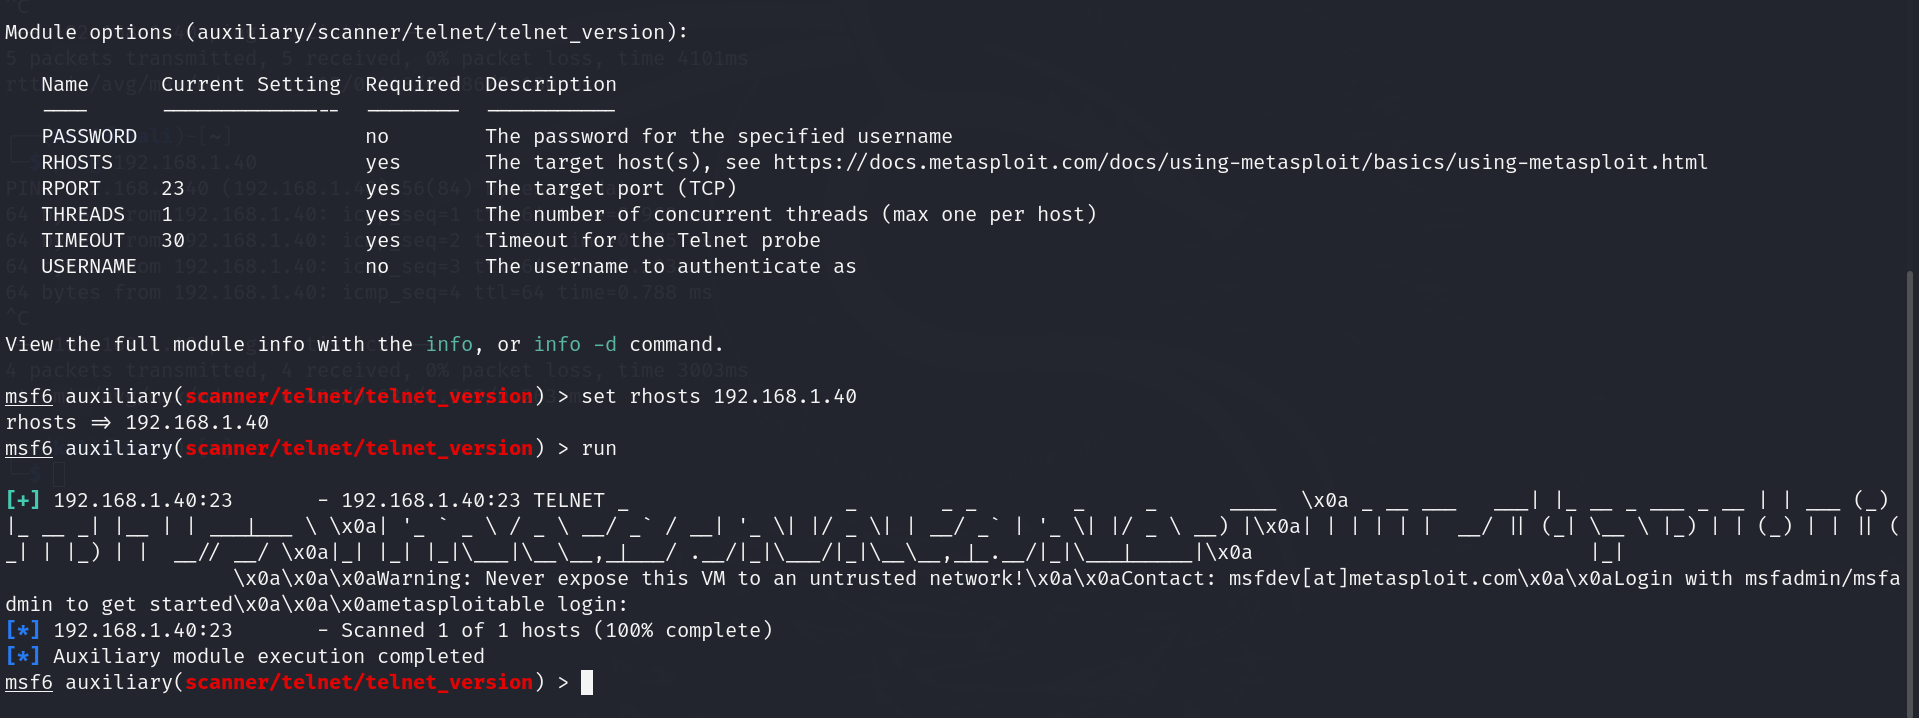 Module options (auxiliary/scanner/telnet/telnet_version):
Name Current Setting Required Description
---- --------------- -------- -----------
PASSWORD no The password for the specified username
RHOSTS yes The target host(s), see https://docs.metasploit.com/docs/using-metasploit/basics/using-metasploit.html
RPORT 23 yes The target port (TCP)
THREADS 1 yes The number of concurrent threads (max one per host)
TIMEOUT 30 yes Timeout for the Telnet probe
USERNAME no The username to authenticate as
View the full module info with the info, or info -d command.
msf6 auxiliary(scanner/telnet/telnet_version) > set rhosts 192.168.1.40
rhosts => 192.168.1.40
msf6 auxiliary(scanner/telnet/telnet_version) > run
[+] 192.168.1.40:23 - 192.168.1.40:23 TELNET _ _ _ _ _ _ ____ \x0a _ __ ___ ___| |_ __ _ ___ _ __ | | ___ (_)
|_ __ _| |__ | | ___|___ \ \x0a| '_ ` _ \ / _ \ __/ _` / __| '_ \| |/ _ \| | __/ _` | '_ \| |/ _ \ __) |\x0a| | | | | | __/ || (_| \__ \ |_) | | (_) | | || (
_| | |_) | | __// __/ \x0a|_| |_| |_|\___|\__\__,_|___/ .__/|_|\___/|_|\__\__,_|_.__/|_|\___|_____|\x0a |_|
\x0a\x0a\x0aWarning: Never expose this VM to an untrusted network!\x0a\x0aContact: msfdev[at]metasploit.com\x0a\x0aLogin with msfadmin/msfa
dmin to get started\x0a\x0a\x0ametasploitable login:
[*] 192.168.1.40:23 - Scanned 1 of 1 hosts (100% complete)
[*] Auxiliary module execution completed
msf6 auxiliary(scanner/telnet/telnet_version) >